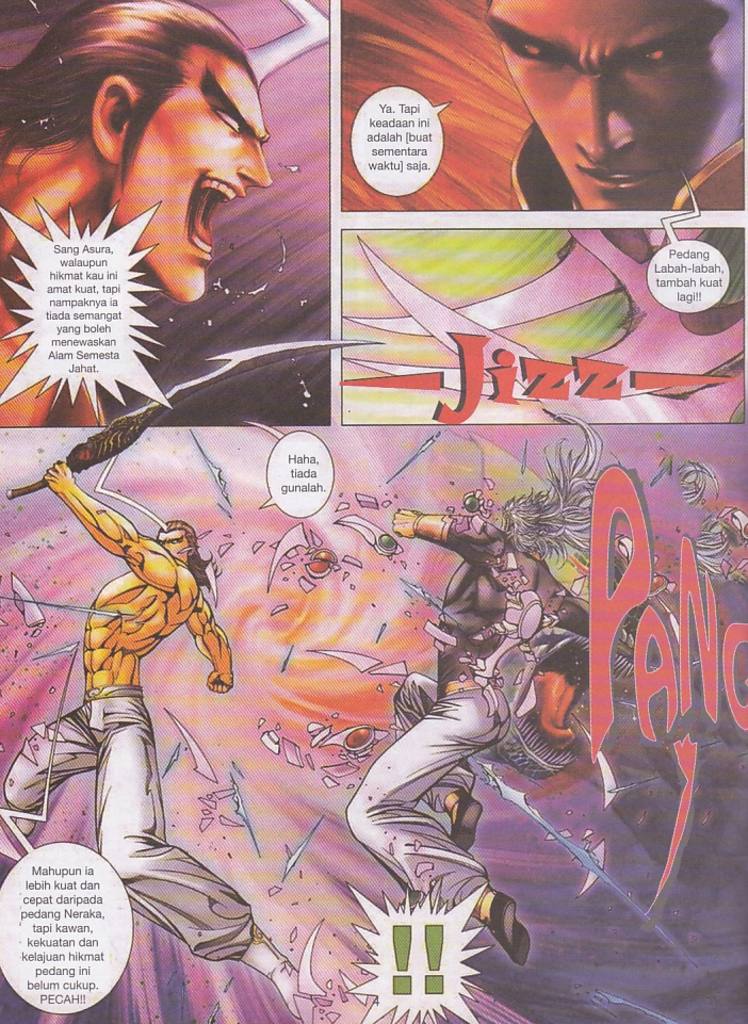 Sang Asura,
walaupun
hikmat kau ini
amat kuat, tapi
nampaknya ia
tiada semangat
yang boleh
menewaskan
Alam Semesta
Jahat.
Ya. Tapi
keadaan ini
adalah [buat
sementara
waktu] saja.
Pedang
Labah-labah,
tambah kuat
lagi!!
Jizz
Haha,
tiada
gunalah.
PANG
Mahupun ia
lebih kuat dan
cepat daripada
pedang Neraka,
tapi kawan,
kekuatan dan
kelajuan hikmat
pedang ini
belum cukup.
PECAH!!
!!